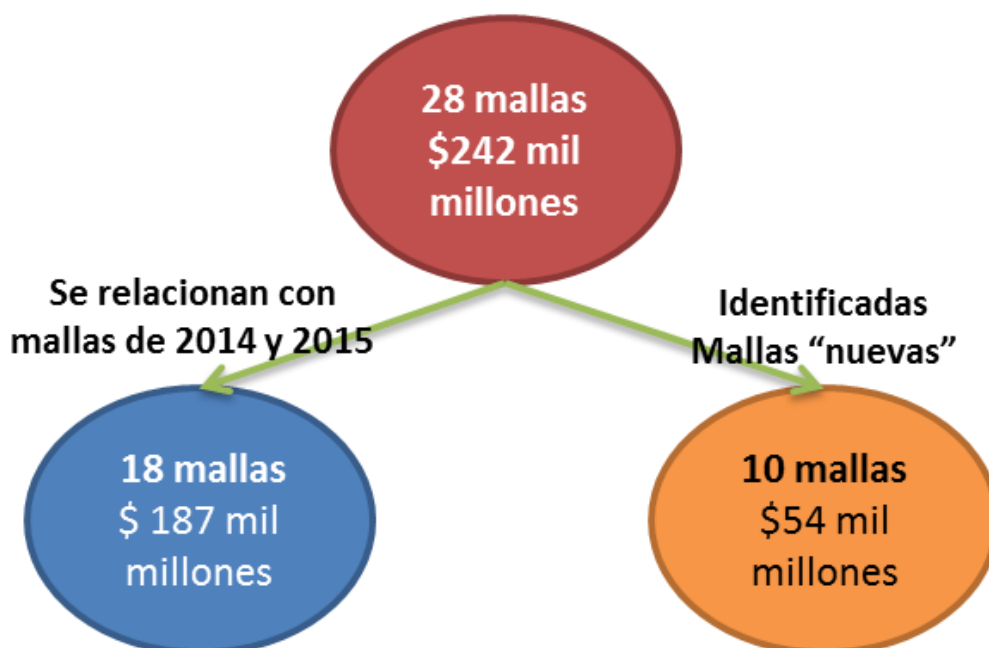 28 mallas
$242 mil
millones
Se relacionan con
mallas de 2014 y 2015
Identificadas
Mallas “nuevas”
18 mallas
$ 187 mil
millones
10 mallas
$54 mil
millones